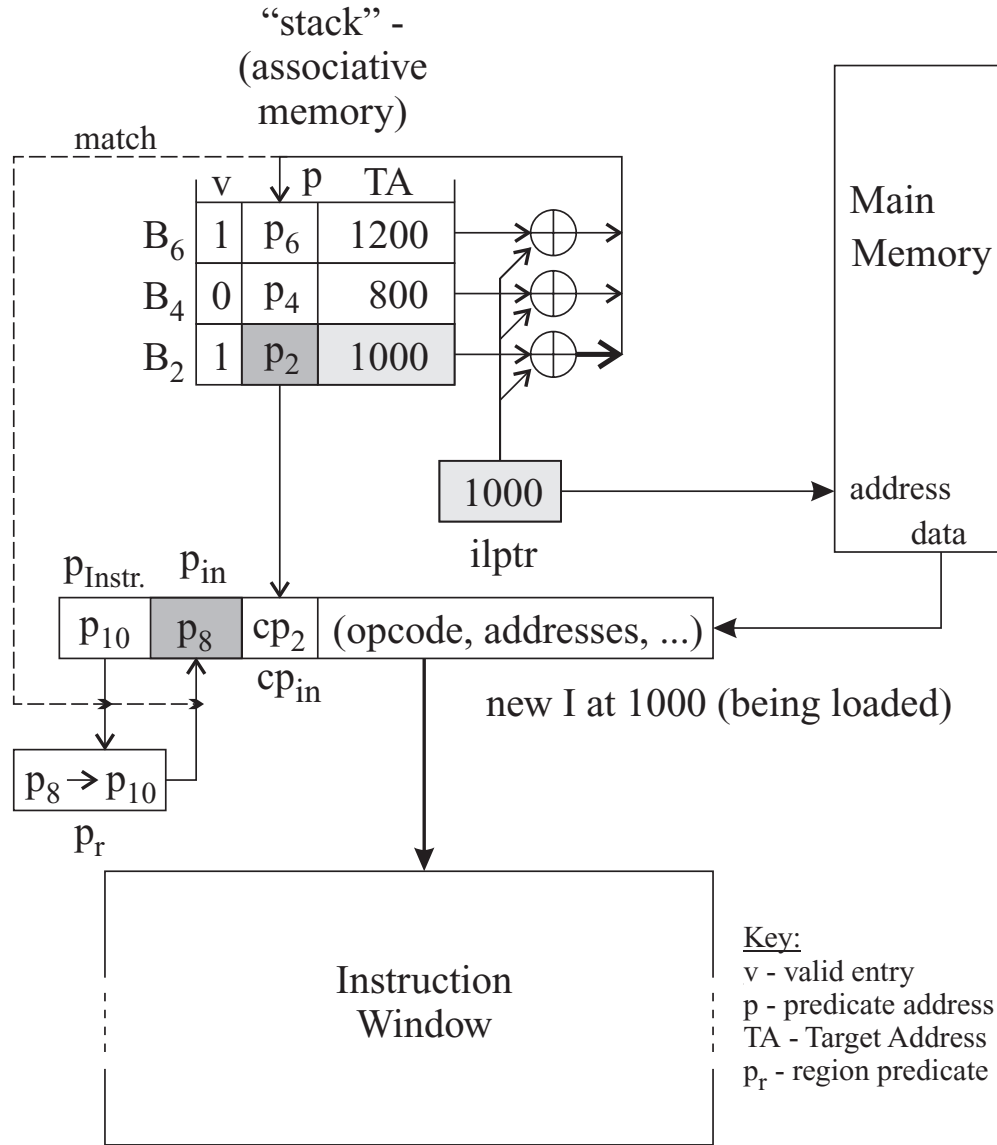 “stack” -
(associative
memory)
match
v p TA
B6 1 p6 1200
B4 0 p4 800
B2 1 p2 1000
Main
Memory
1000
address
ilptr
data
pInstr. pin
p10 p8 cp2 (opcode, addresses, ...)
cpin
new I at 1000 (being loaded)
p8 → p10
pr
Instruction
Window
Key:
v - valid entry
p - predicate address
TA - Target Address
pr - region predicate